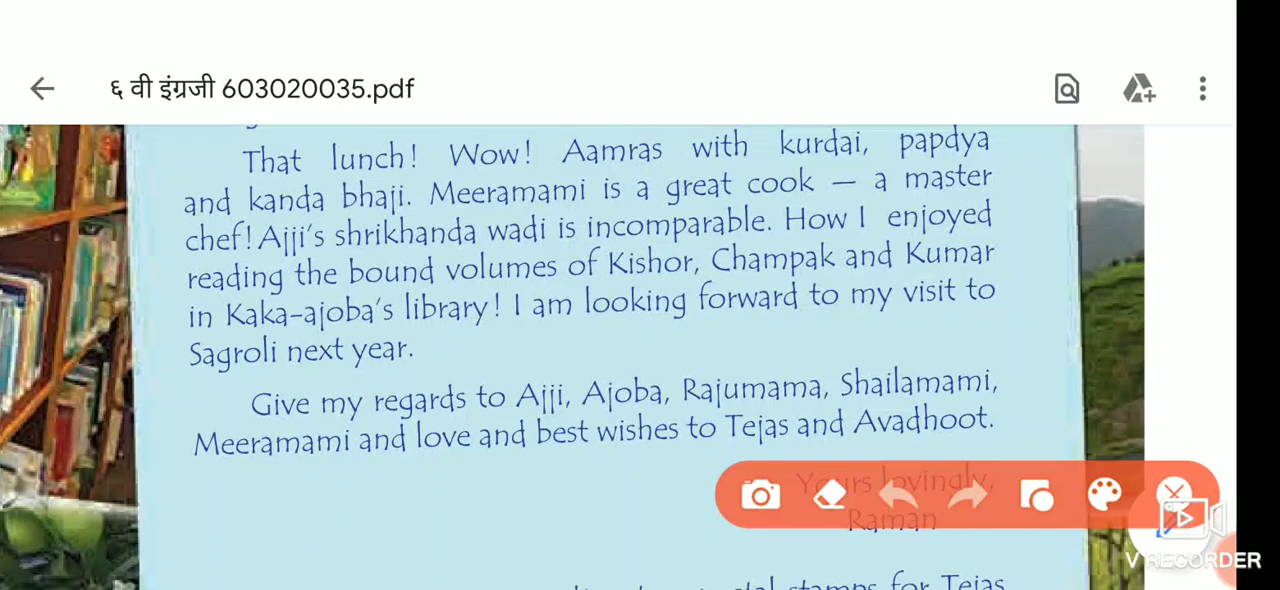 ६ वी इंग्रजी 603020035.pdf
That lunch! Wow! Aamras with kurdai, papdya
and kanda bhaji. Meeramami is a great cook — a master
chef! Ajji's shrikhanda wadi is incomparable. How I enjoyed
reading the bound volumes of Kishor, Champak and Kumar
in Kaka-ajoba's library! I am looking forward to my visit to
Sagroli next year.
Give my regards to Ajji, Ajoba, Rajumama, Shailamami,
Meeramami and love and best wishes to Tejas and Avadhoot.
Yours lovingly,
Raman
stamps for Tejas
V RECORDER